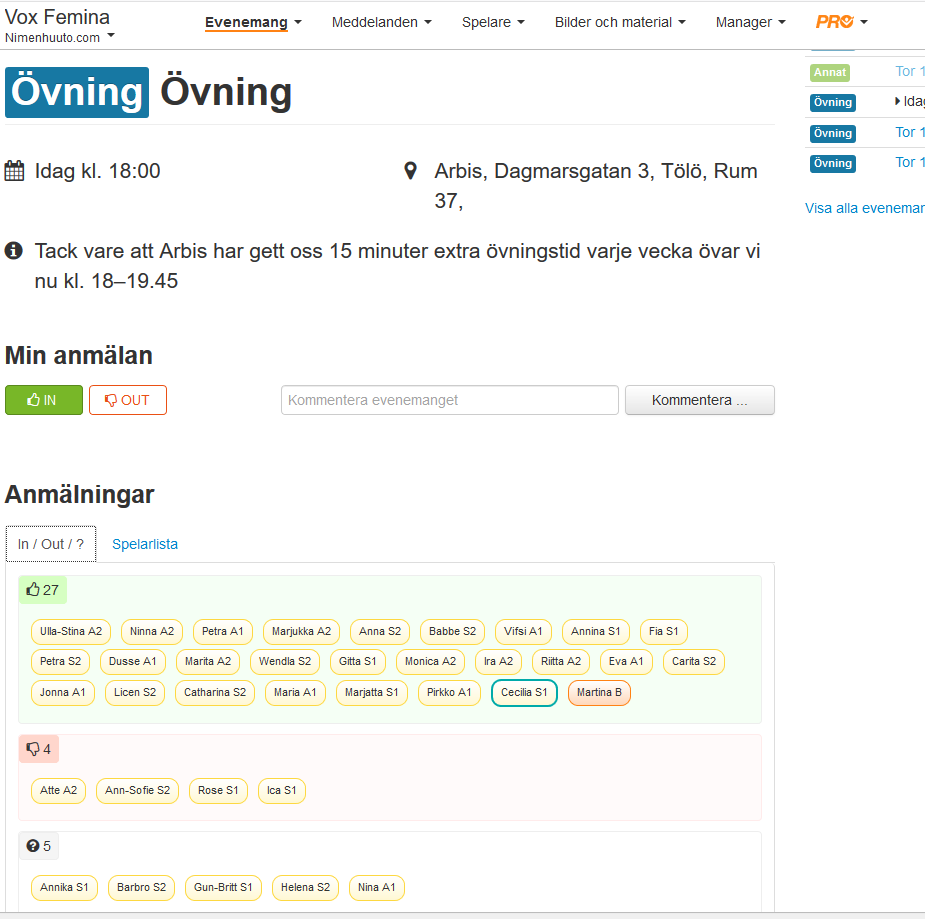 Vox Femina
Nimenhuuto.com
Evenemang
Meddelanden
Spelare
Bilder och material
Manager
PRO
Övning Övning
Idag kl. 18:00
Arbis, Dagmarsgatan 3, Tölö, Rum
37,
Tack vare att Arbis har gett oss 15 minuter extra övningstid varje vecka övar vi
nu kl. 18–19.45
Min anmälan
IN
OUT
Kommentera evenemanget
Kommentera ...
Anmälningar
In / Out / ?
Spelarlista
27
Ulla-Stina A2 Ninna A2 Petra A1 Marjukka A2 Anna S2 Babbe S2 Vifsi A1 Annina S1 Fia S1
Petra S2 Dusse A1 Marita A2 Wendla S2 Gitta S1 Monica A2 Ira A2 Riitta A2 Eva A1 Carita S2
Jonna A1 Licen S2 Catharina S2 Maria A1 Marjatta S1 Pirkko A1 Cecilia S1 Martina B
4
Atte A2 Ann-Sofie S2 Rose S1 Ica S1
? 5
Annika S1 Barbro S2 Gun-Britt S1 Helena S2 Nina A1
Annat Tor 1
Övning Idag
Övning Tor 1
Övning Tor 1
Visa alla evenemar